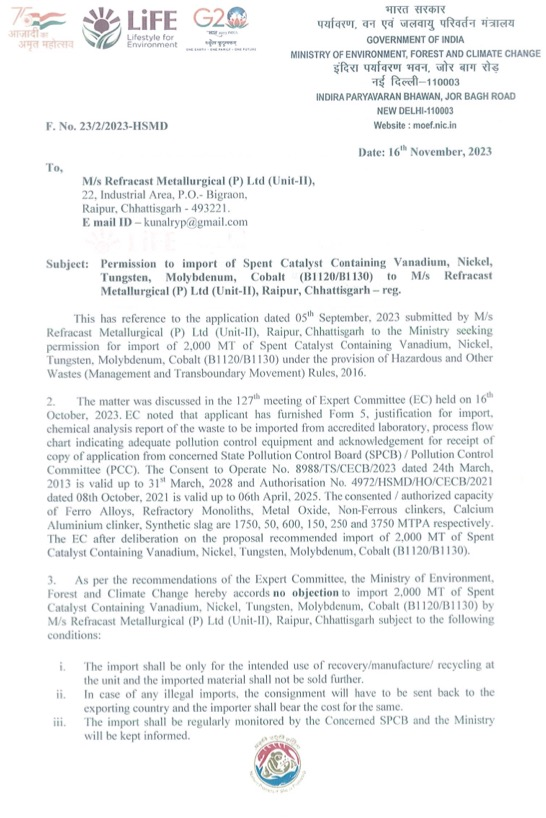 75
आज़ादी का
अमृत महोत्सव
LiFE
Lifestyle for
Environment
G20
भारत सरकार
पर्यावरण, वन एवं जलवायु परिवर्तन मंत्रालय
GOVERNMENT OF INDIA
MINISTRY OF ENVIRONMENT, FOREST AND CLIMATE CHANGE
इंदिरा पर्यावरण भवन, जोर बाग रोड़
नई दिल्ली–110003
INDIRA PARYAVARAN BHAWAN, JOR BAGH ROAD
NEW DELHI-110003
Website : moef.nic.in
F. No. 23/2/2023-HSMD
Date: 16th November, 2023
To,
M/s Refracast Metallurgical (P) Ltd (Unit-II),
22, Industrial Area, P.O.- Bigraon,
Raipur, Chhattisgarh - 493221.
E mail ID – kunalryp@gmail.com
Subject: Permission to import of Spent Catalyst Containing Vanadium, Nickel,
Tungsten, Molybdenum, Cobalt (B1120/B1130) to M/s Refracast
Metallurgical (P) Ltd (Unit-II), Raipur, Chhattisgarh – reg.
This has reference to the application dated 05th September, 2023 submitted by M/s
Refracast Metallurgical (P) Ltd (Unit-II), Raipur, Chhattisgarh to the Ministry seeking
permission for import of 2,000 MT of Spent Catalyst Containing Vanadium, Nickel,
Tungsten, Molybdenum, Cobalt (B1120/B1130) under the provision of Hazardous and Other
Wastes (Management and Transboundary Movement) Rules, 2016.
2. The matter was discussed in the 127th meeting of Expert Committee (EC) held on 16th
October, 2023. EC noted that applicant has furnished Form 5, justification for import,
chemical analysis report of the waste to be imported from accredited laboratory, process flow
chart indicating adequate pollution control equipment and acknowledgement for receipt of
copy of application from concerned State Pollution Control Board (SPCB) / Pollution Control
Committee (PCC). The Consent to Operate No. 8988/TS/CECB/2023 dated 24th March,
2013 is valid up to 31st March, 2028 and Authorisation No. 4972/HSMD/HO/CECB/2021
dated 08th October, 2021 is valid up to 06th April, 2025. The consented / authorized capacity
of Ferro Alloys, Refractory Monoliths, Metal Oxide, Non-Ferrous clinkers, Calcium
Aluminium clinker, Synthetic slag are 1750, 50, 600, 150, 250 and 3750 MTPA respectively.
The EC after deliberation on the proposal recommended import of 2,000 MT of Spent
Catalyst Containing Vanadium, Nickel, Tungsten, Molybdenum, Cobalt (B1120/B1130).
3. As per the recommendations of the Expert Committee, the Ministry of Environment,
Forest and Climate Change hereby accords no objection to import 2,000 MT of Spent
Catalyst Containing Vanadium, Nickel, Tungsten, Molybdenum, Cobalt (B1120/B1130) by
M/s Refracast Metallurgical (P) Ltd (Unit-II), Raipur, Chhattisgarh subject to the following
conditions:
i. The import shall be only for the intended use of recovery/manufacture/ recycling at
the unit and the imported material shall not be sold further.
ii. In case of any illegal imports, the consignment will have to be sent back to the
exporting country and the importer shall bear the cost for the same.
iii. The import shall be regularly monitored by the Concerned SPCB and the Ministry
will be kept informed.